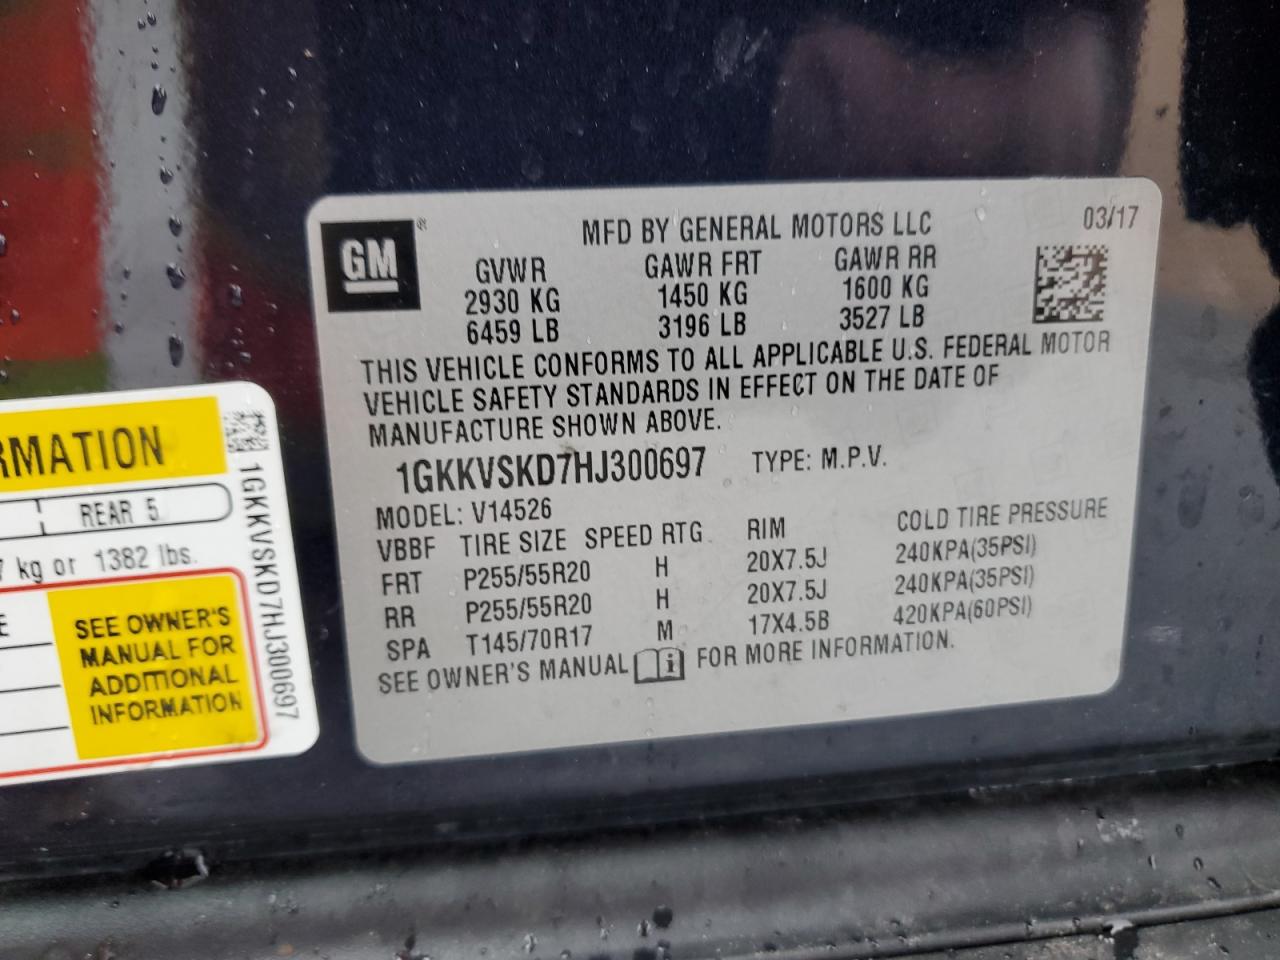 GM ®
MFD BY GENERAL MOTORS LLC 03/17
GVWR GAWR FRT GAWR RR
2930 KG 1450 KG 1600 KG
6459 LB 3196 LB 3527 LB
THIS VEHICLE CONFORMS TO ALL APPLICABLE U.S. FEDERAL MOTOR
VEHICLE SAFETY STANDARDS IN EFFECT ON THE DATE OF
MANUFACTURE SHOWN ABOVE.
1GKKVSKD7HJ300697 TYPE: M.P.V.
MODEL: V14526
VBBF TIRE SIZE SPEED RTG RIM COLD TIRE PRESSURE
FRT P255/55R20 H 20X7.5J 240KPA(35PSI)
RR P255/55R20 H 20X7.5J 240KPA(35PSI)
SPA T145/70R17 M 17X4.5B 420KPA(60PSI)
SEE OWNER'S MANUAL i FOR MORE INFORMATION.
RMATION
REAR 5
7 kg or 1382 lbs.
E
SEE OWNER'S
MANUAL FOR
ADDITIONAL
INFORMATION
1GKKVSKD7HJ300697